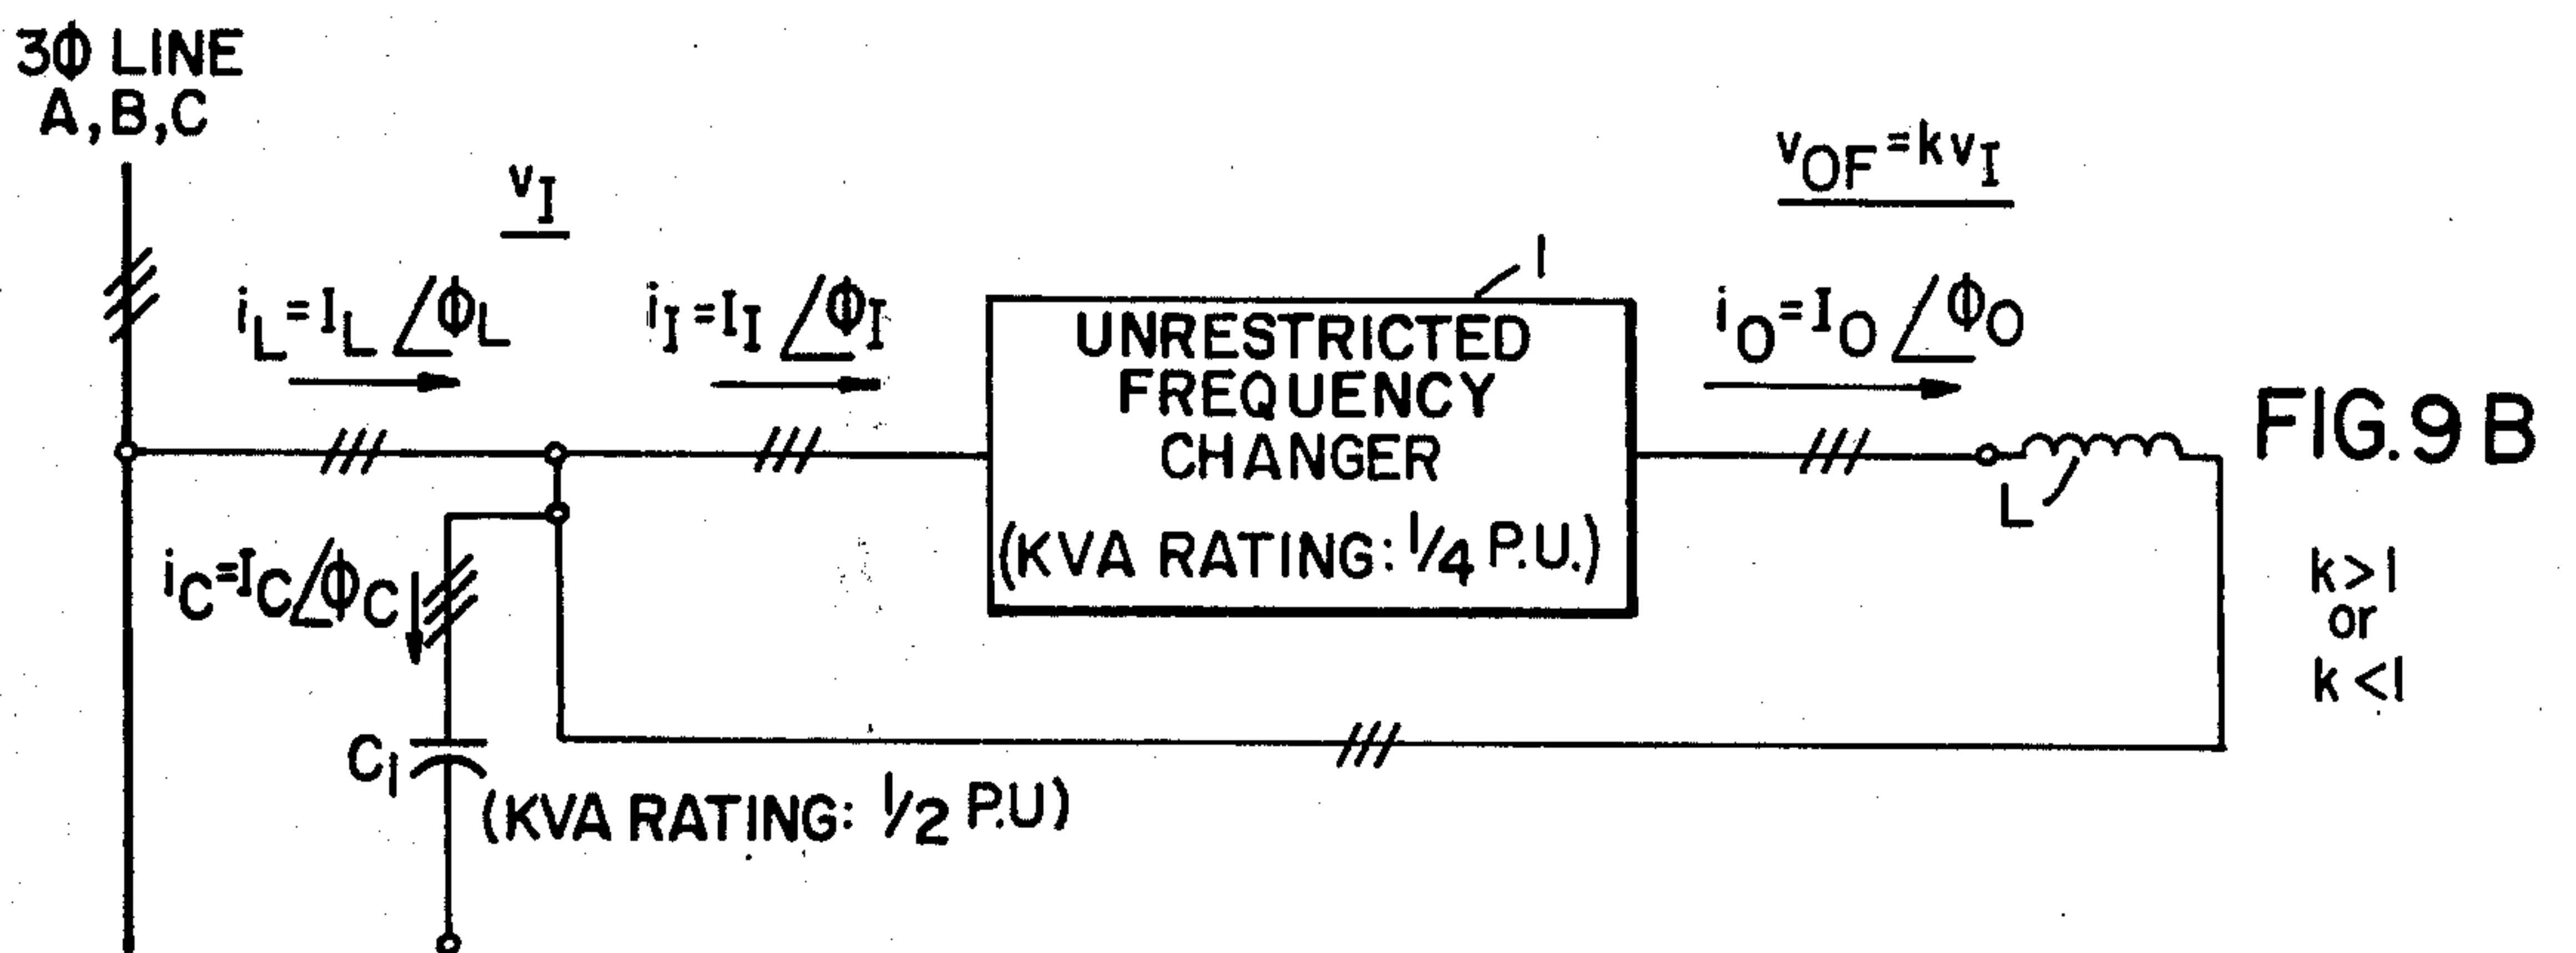 3Φ LINE
A,B,C
v_I
v_OF=kv_I
i_L=I_L∠Φ_L
i_I=I_I∠Φ_I
1
i_O=I_O∠Φ_O
UNRESTRICTED
FREQUENCY
CHANGER
(KVA RATING: 1/4 P.U.)
FIG. 9B
L
i_C=I_C∠Φ_C
k>1
or
k<1
C_1
(KVA RATING: 1/2 P.U)